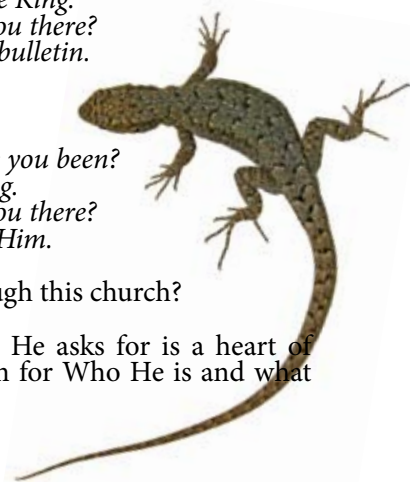 King.
ou there?
bulletin.
you been?
g.
ou there?
Him.
ugh this church?
He asks for is a heart of
for Who He is and what